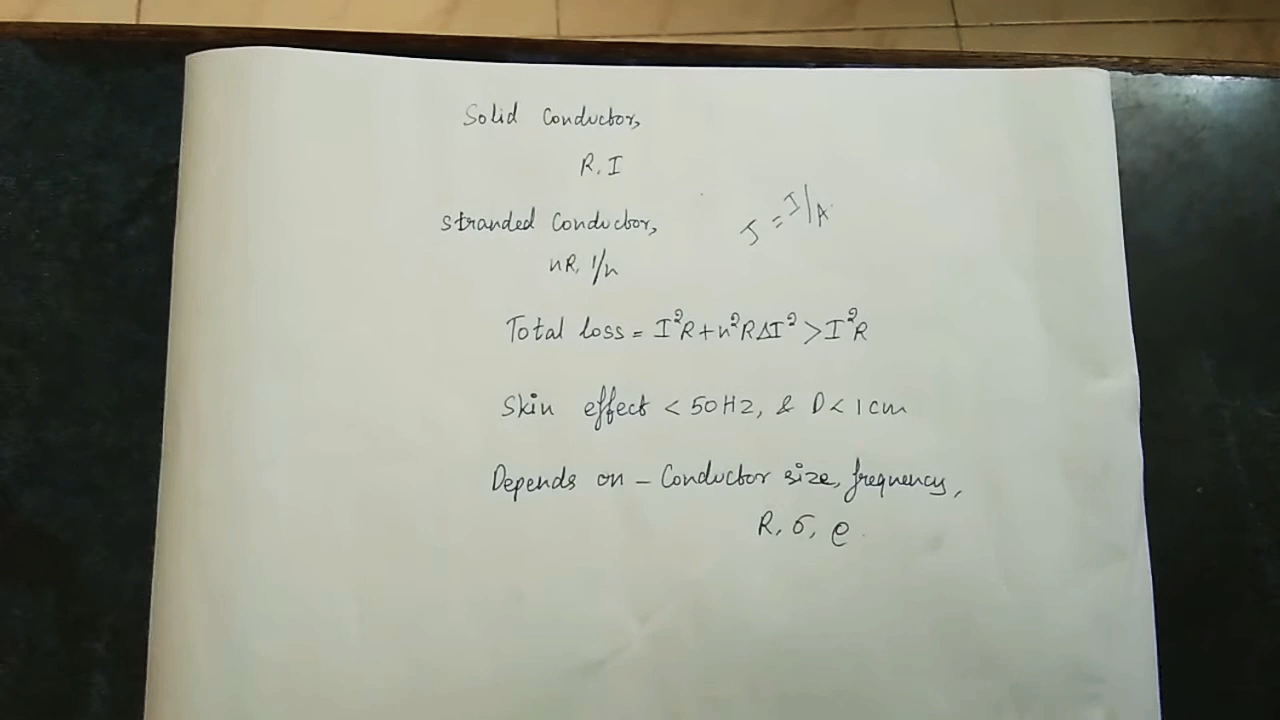 Solid Conductor,
R, I
Stranded Conductor,
J = I/A
nR, I/n
Total loss = I²R + n²RΔI² > I²R
Skin effect < 50Hz, & D < 1cm
Depends on - Conductor size, frequency,
R, σ, ρ